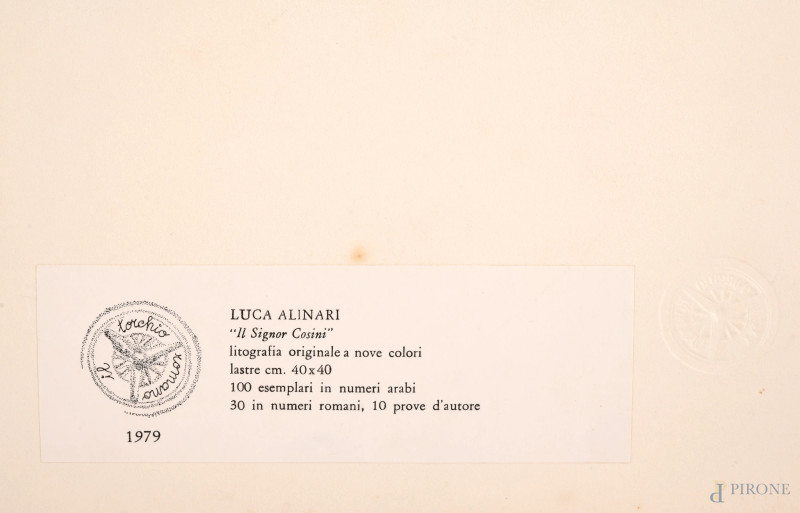 il torchio romano
1979
LUCA ALINARI
"Il Signor Cosini"
litografia originale a nove colori
lastre cm. 40x40
100 esemplari in numeri arabi
30 in numeri romani, 10 prove d'autore
PIRONE